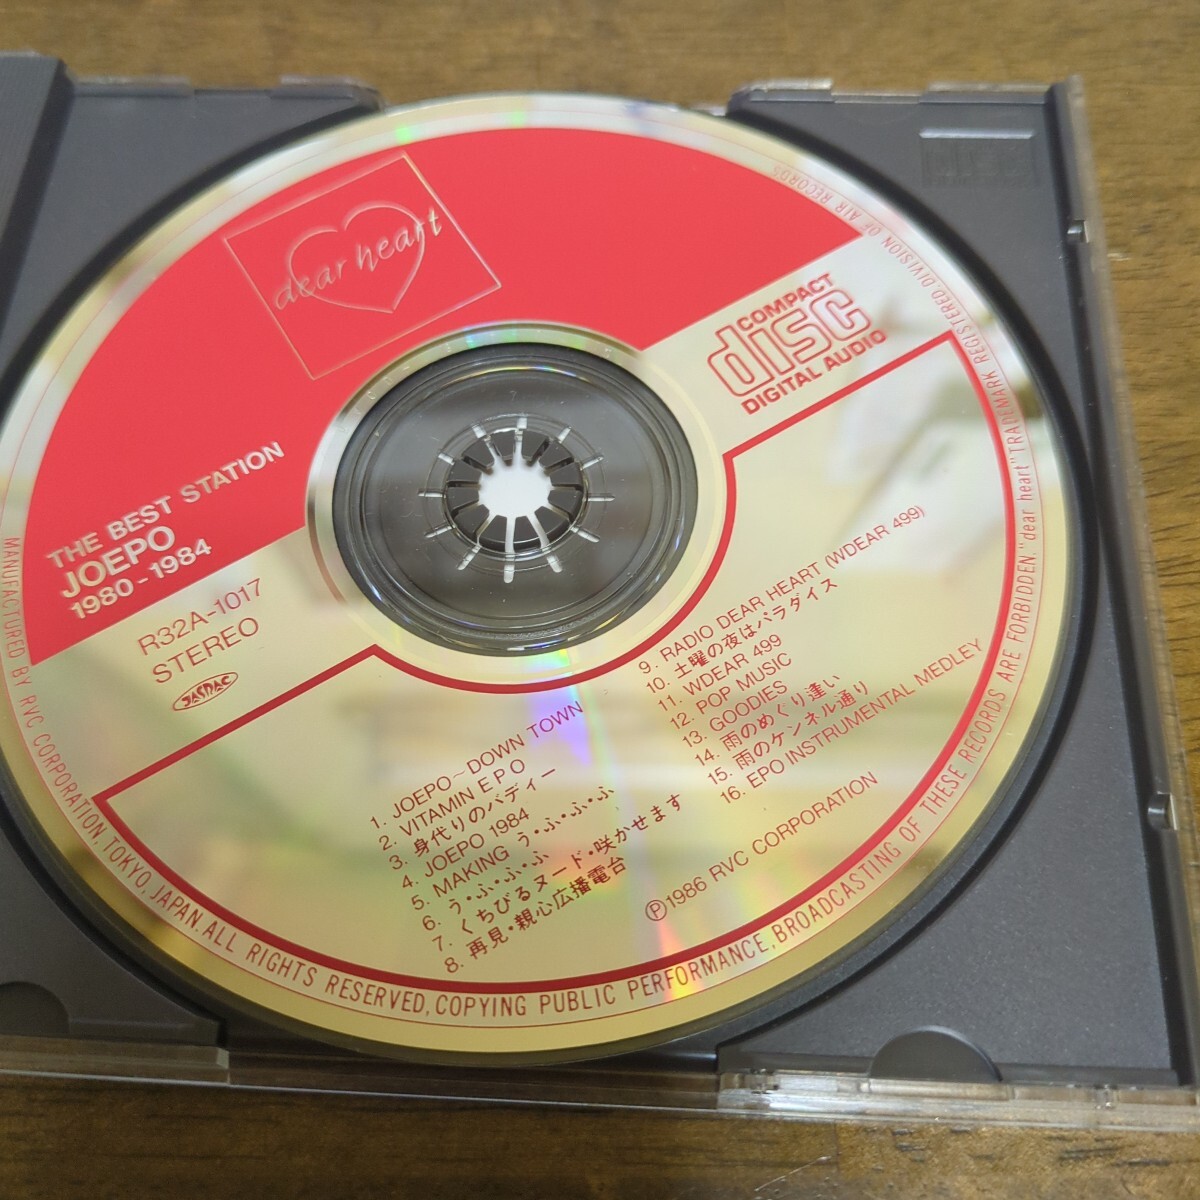 dear heart
COMPACT
disc
DIGITAL AUDIO
DISC
THE BEST STATION
JOEPO
1980-1984
R32A-1017
STEREO
JASRAC
1. JOEPO〜DOWN TOWN
2. VITAMIN E P O
3. 身代りのバディー
4. JOEPO 1984
5. MAKING う・ふ・ふ・ふ
6. う・ふ・ふ・ふ
7. くちびるヌード・咲かせます
8. 再見・親心広播電台
9. RADIO DEAR HEART (WDEAR 499)
10. 土曜の夜はパラダイス
11. WDEAR 499
12. POP MUSIC
13. GOODIES
14. 雨のめぐり逢い
15. 雨のケンネル通り
16. EPO INSTRUMENTAL MEDLEY
Ⓟ1986 RVC CORPORATION
MANUFACTURED BY RVC CORPORATION, TOKYO, JAPAN. ALL RIGHTS RESERVED, COPYING PUBLIC PERFORMANCE, BROADCASTING OF THESE RECORDS ARE FORBIDDEN. "dear heart" TRADEMARK REGISTERED. DIVISION OF AIR RECORDS